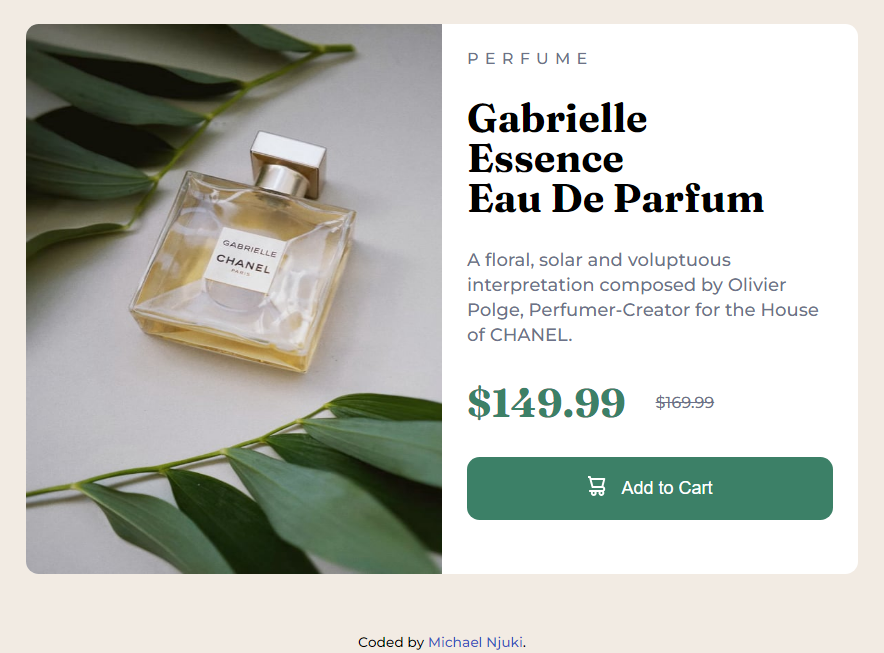 GABRIELLE
CHANEL
PARIS
PERFUME
Gabrielle
Essence
Eau De Parfum
A floral, solar and voluptuous
interpretation composed by Olivier
Polge, Perfumer-Creator for the House
of CHANEL.
$149.99 $169.99
Add to Cart
Coded by Michael Njuki.